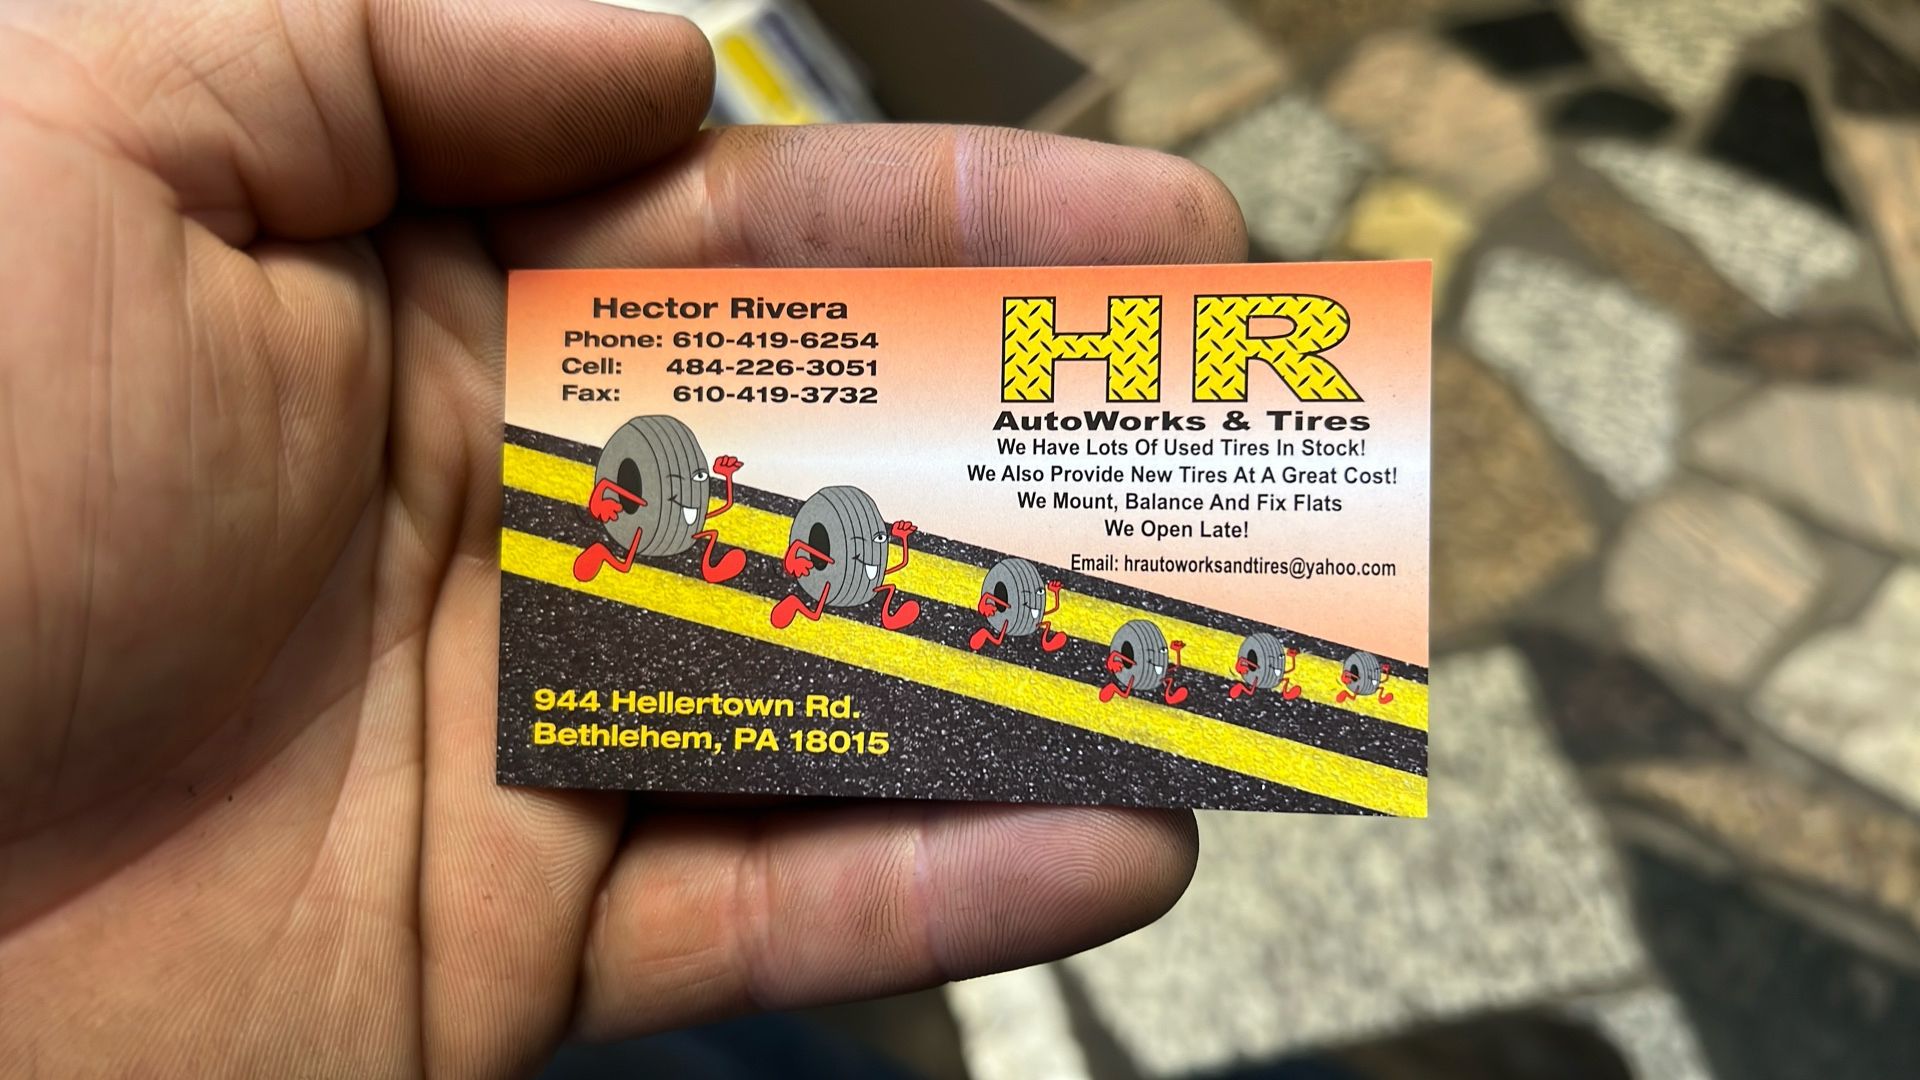 Hector Rivera
Phone: 610-419-6254
Cell: 484-226-3051
Fax: 610-419-3732
HR
AutoWorks & Tires
We Have Lots Of Used Tires In Stock!
We Also Provide New Tires At A Great Cost!
We Mount, Balance And Fix Flats
We Open Late!
Email: hrautoworksandtires@yahoo.com
944 Hellertown Rd.
Bethlehem, PA 18015